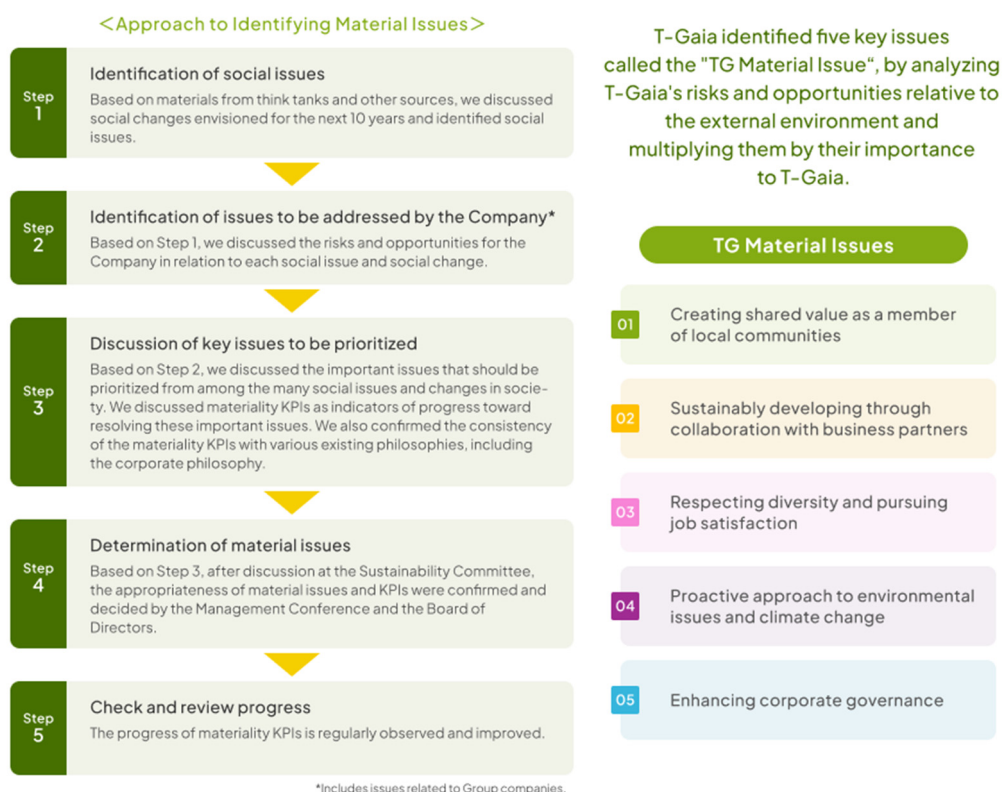 <Approach to Identifying Material Issues>
Step
1
Identification of social issues
Based on materials from think tanks and other sources, we discussed
social changes envisioned for the next 10 years and identified social
issues.
Step
2
Identification of issues to be addressed by the Company*
Based on Step 1, we discussed the risks and opportunities for the
Company in relation to each social issue and social change.
Step
3
Discussion of key issues to be prioritized
Based on Step 2, we discussed the important issues that should be
prioritized from among the many social issues and changes in socie-
ty. We discussed materiality KPIs as indicators of progress toward
resolving these important issues. We also confirmed the consistency
of the materiality KPIs with various existing philosophies, including
the corporate philosophy.
Step
4
Determination of material issues
Based on Step 3, after discussion at the Sustainability Committee,
the appropriateness of material issues and KPIs were confirmed and
decided by the Management Conference and the Board of
Directors.
Step
5
Check and review progress
The progress of materiality KPIs is regularly observed and improved.
*Includes issues related to Group companies.
T-Gaia identified five key issues
called the "TG Material Issue“, by analyzing
T-Gaia's risks and opportunities relative to
the external environment and
multiplying them by their importance
to T-Gaia.
TG Material Issues
01
Creating shared value as a member
of local communities
02
Sustainably developing through
collaboration with business partners
03
Respecting diversity and pursuing
job satisfaction
04
Proactive approach to environmental
issues and climate change
05
Enhancing corporate governance